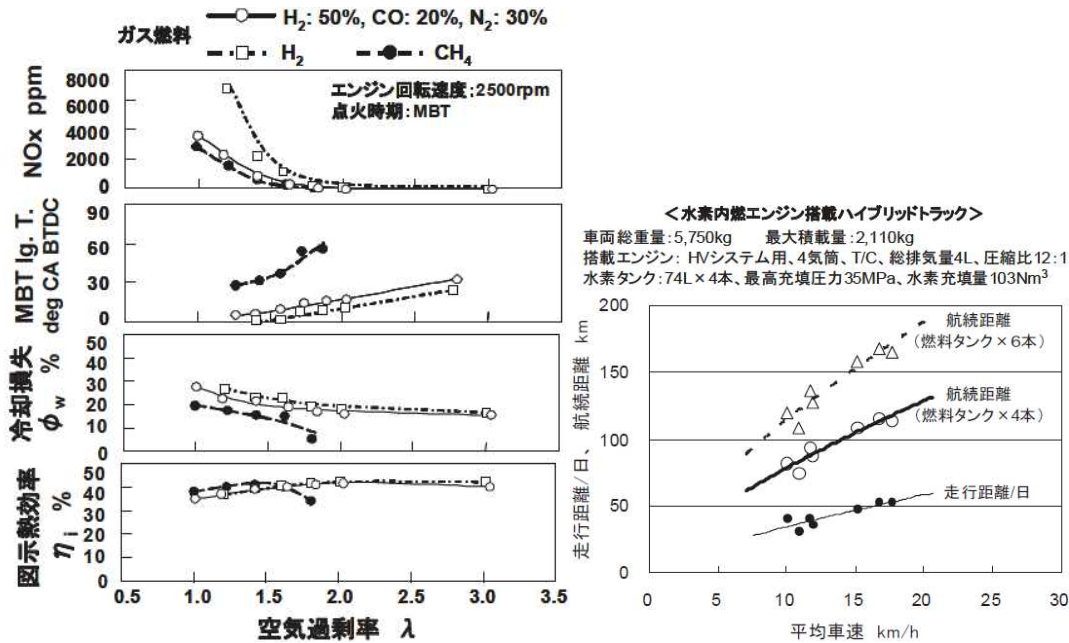 ガス燃料
H₂: 50%, CO: 20%, N₂: 30%
H₂
CH₄
エンジン回転速度:2500rpm
点火時期:MBT
NOx ppm
8000
6000
4000
2000
0
MBT Ig. T.
deg CA BTDC
90
60
30
0
冷却損失
ϕw %
50
40
30
20
10
0
図示熱効率
ηi %
50
40
30
20
10
0
0.5 1.0 1.5 2.0 2.5 3.0 3.5
空気過剰率 λ
<水素内燃エンジン搭載ハイブリッドトラック>
車両総重量:5,750kg 最大積載量:2,110kg
搭載エンジン: HVシステム用、4気筒、T/C、総排気量4L、圧縮比12:1
水素タンク:74L×4本、最高充填圧力35MPa、水素充填量103Nm³
走行距離/日、航続距離 km
200
150
100
50
0
航続距離
(燃料タンク×6本)
航続距離
(燃料タンク×4本)
走行距離/日
0 5 10 15 20 25 30
平均車速 km/h